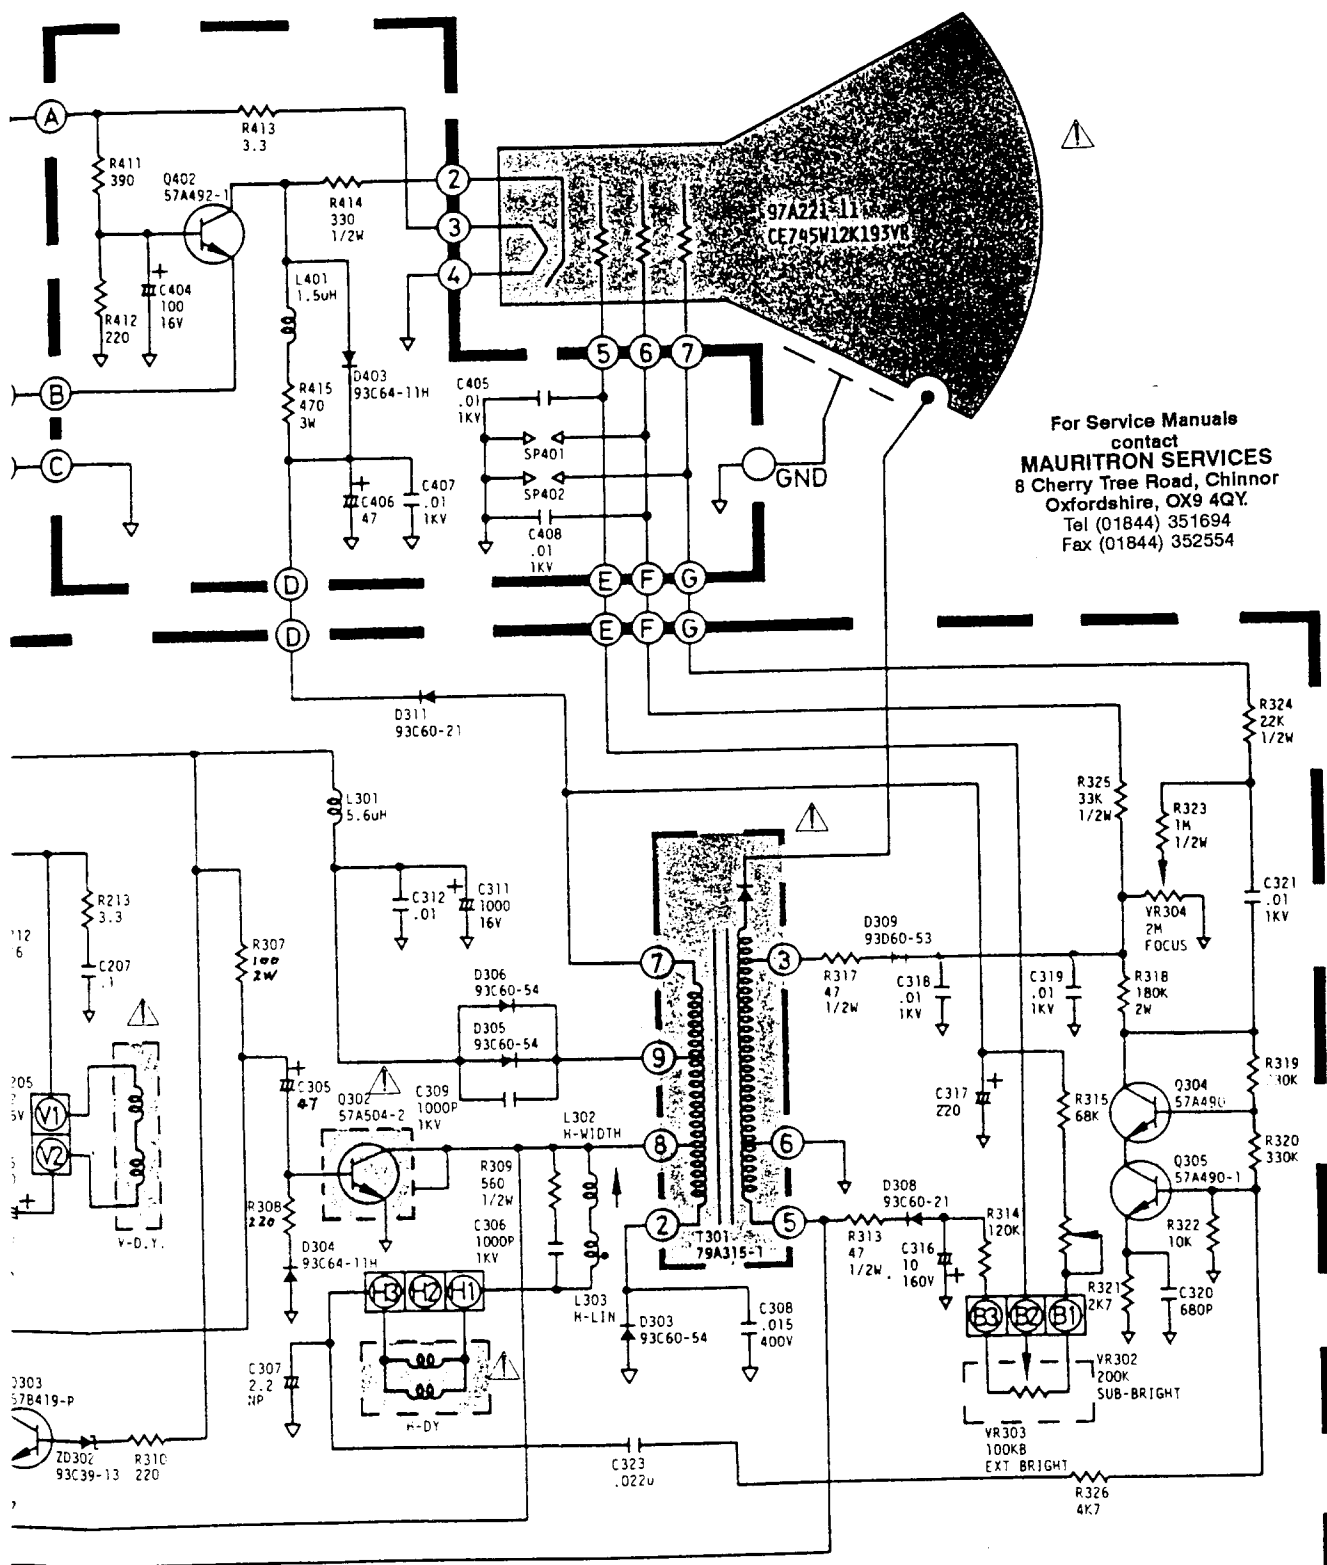 A
R413
3.3
R411
390
Q402
57A492-1
R414
330
1/2W
2
3
4
97A221-11
CE745W12K193YB
L401
1.5uH
C404
100
16V
R412
220
D403
93C64-11H
5
6
7
B
R415
470
3W
C405
.01
1KV
SP401
C
C406
47
C407
.01
1KV
SP402
GND
C408
.01
1KV
For Service Manuals
contact
MAURITRON SERVICES
8 Cherry Tree Road, Chinnor
Oxfordshire, OX9 4QY.
Tel (01844) 351694
Fax (01844) 352554
D
E
F
G
D
E
F
G
D311
93C60-21
R324
22K
1/2W
R325
33K
1/2W
R323
1M
1/2W
L301
5.6uH
C312
.01
C311
1000
16V
R213
3.3
C207
.1
R307
100
2W
D306
93C60-54
D305
93C60-54
7
3
9
8
6
2
5
D309
93D60-53
R317
47
1/2W
C318
.01
1KV
C319
.01
1KV
VR304
2M
FOCUS
C321
.01
1KV
R318
180K
2W
V1
V2
V-D.Y.
C305
47
Q302
57A504-2
C309
1000P
1KV
L302
H-WIDTH
R309
560
1/2W
C306
1000P
1KV
R308
220
D304
93C64-11H
T301
79A315-1
C317
220
R315
68K
Q304
57A490
R319
R320
330K
Q305
57A490-1
D308
93C60-21
R313
47
1/2W
C316
10
160V
R314
120K
R322
10K
R321
2K7
C320
680P
H3
H2
H1
L303
H-LIN
D303
93C60-54
C308
.015
400V
B3
B2
B1
C307
2.2
NP
H-DY
VR302
200K
SUB-BRIGHT
VR303
100KB
EXT BRIGHT
57B419-P
ZD302
93C39-13
R310
220
C323
.022u
R326
4K7